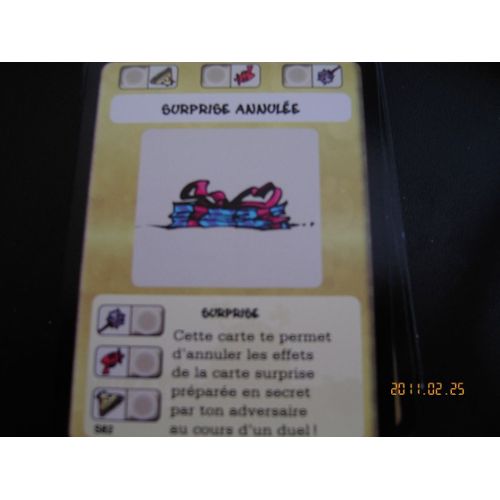 SURPRISE ANNULÉE
SURPRISE
Cette carte te permet
d'annuler les effets
de la carte surprise
préparée en secret
par ton adversaire
au cours d'un duel !
2011.02.25